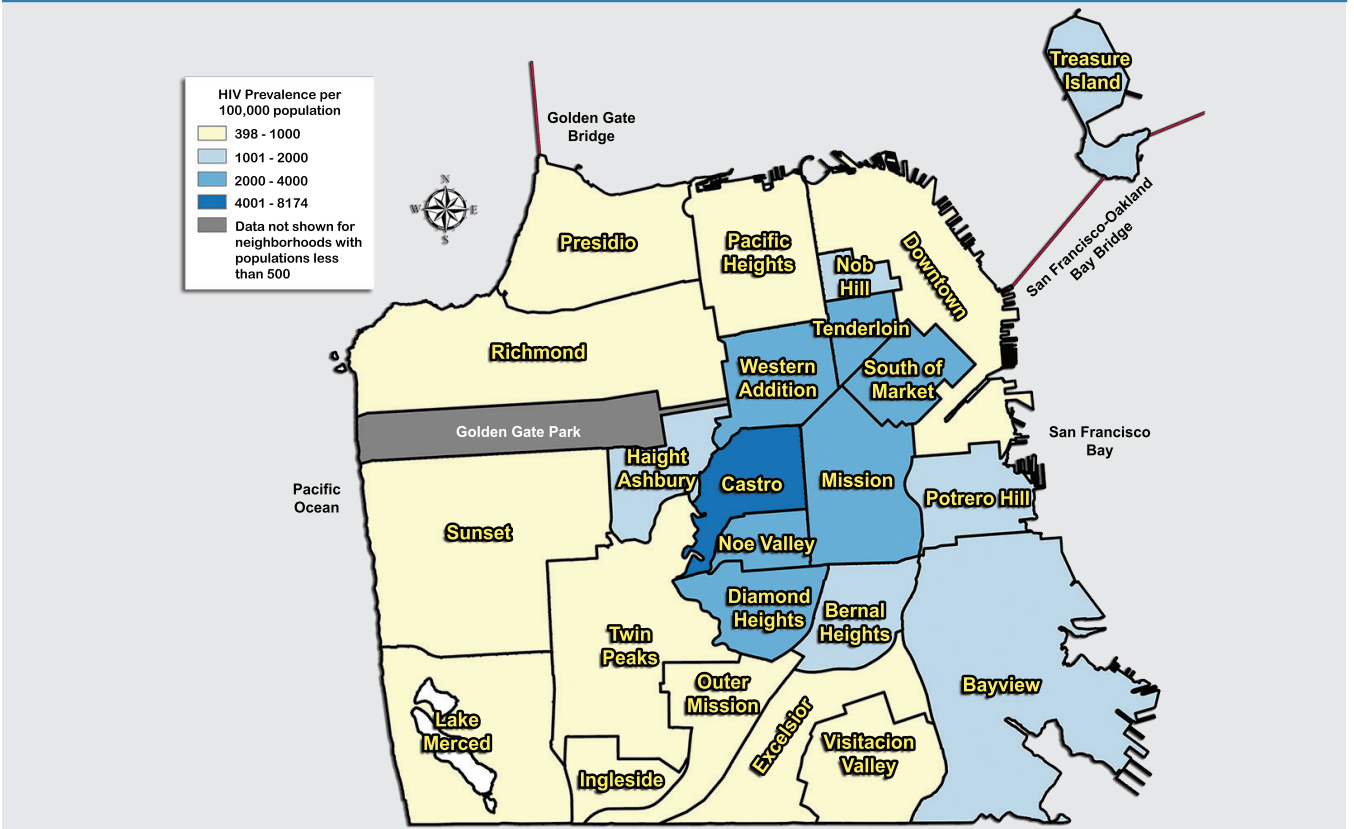 HIV Prevalence per
100,000 population
398 - 1000
1001 - 2000
2000 - 4000
4001 - 8174
Data not shown for
neighborhoods with
populations less
than 500
N
W
E
S
Golden Gate
Bridge
Treasure
Island
San Francisco-Oakland
Bay Bridge
Presidio
Pacific
Heights
Nob
Hill
Downtown
Tenderloin
Richmond
Western
Addition
South of
Market
Golden Gate Park
San Francisco
Bay
Haight
Ashbury
Castro
Mission
Potrero Hill
Pacific
Ocean
Sunset
Noe Valley
Diamond
Heights
Bernal
Heights
Twin
Peaks
Outer
Mission
Bayview
Lake
Merced
Excelsior
Visitacion
Valley
Ingleside